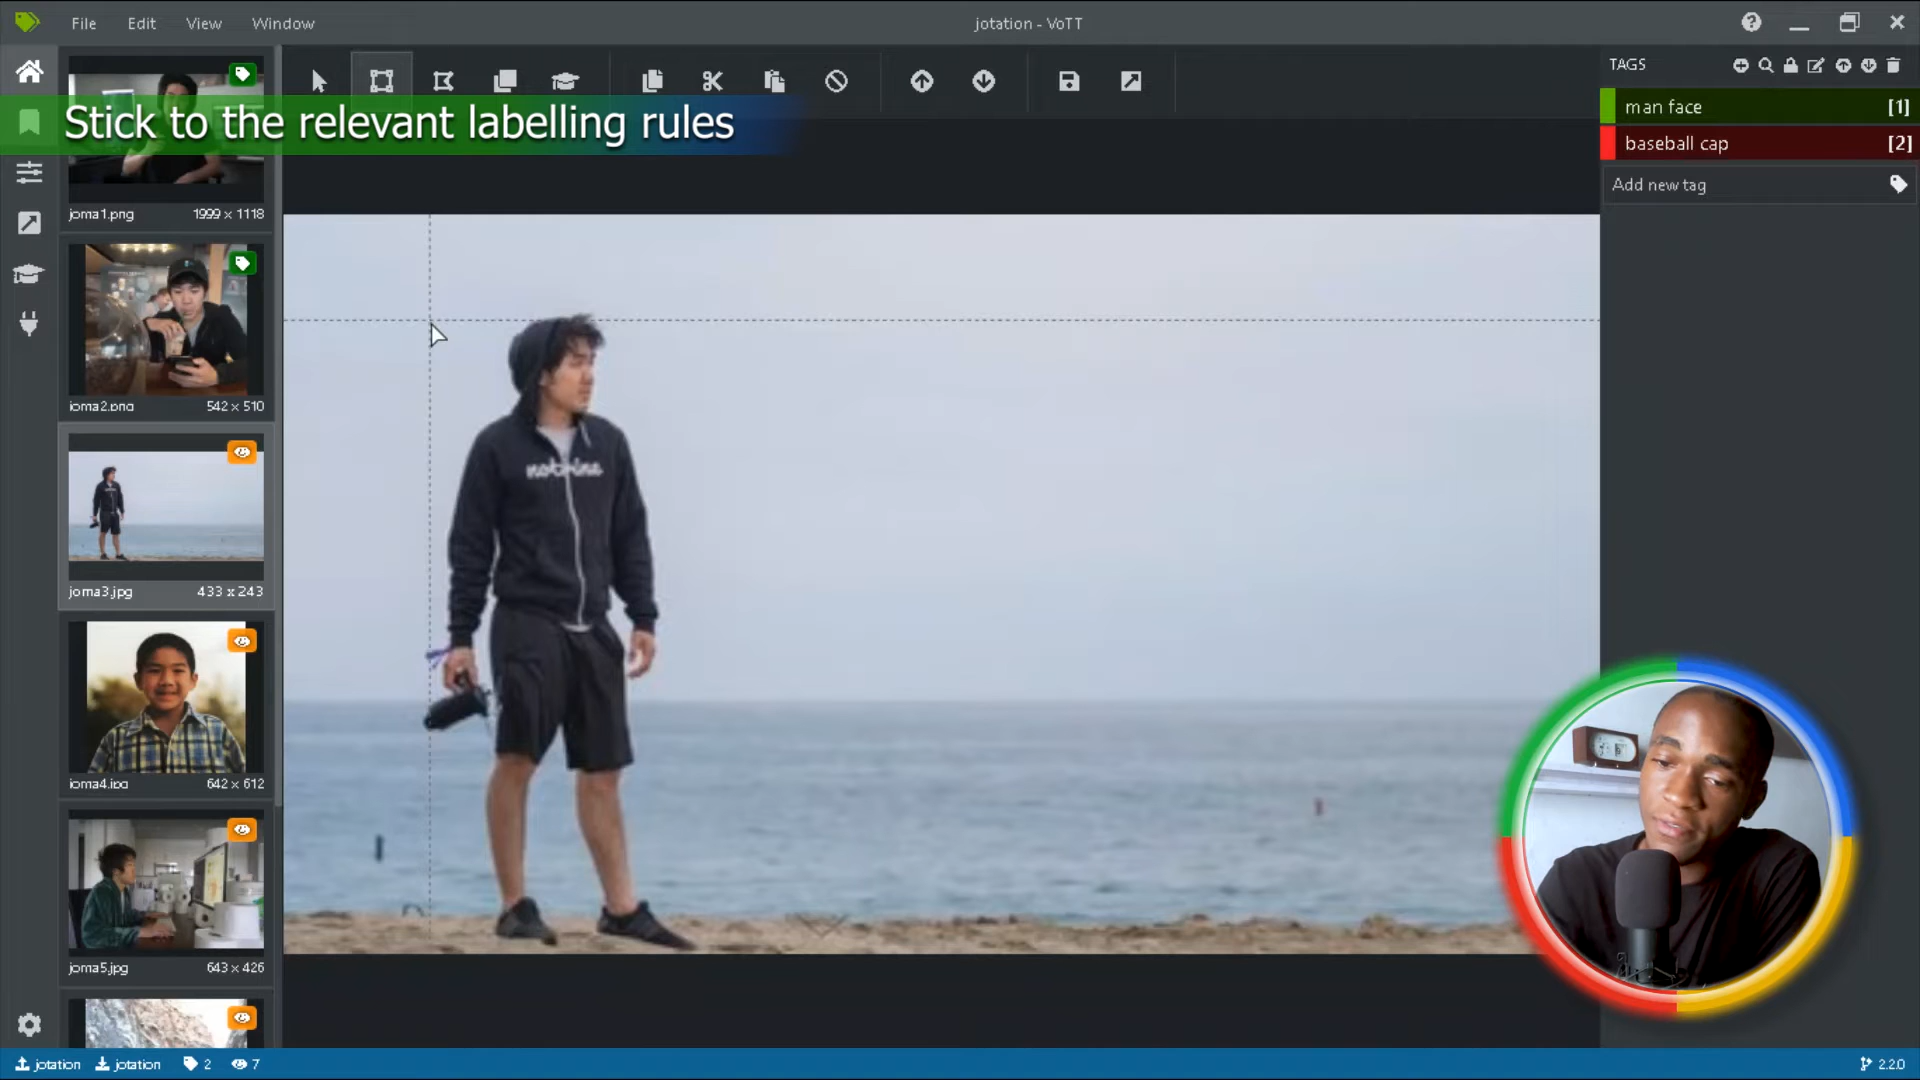 File Edit View Window
jotation - VoTT
TAGS
man face [1]
baseball cap [2]
Add new tag
Stick to the relevant labelling rules
joma1.png 1999 × 1118
joma2.png 542 × 510
joma3.jpg 433 × 243
joma4.jpg 642 × 612
joma5.jpg 643 × 426
jotation jotation 2 7
2.2.0